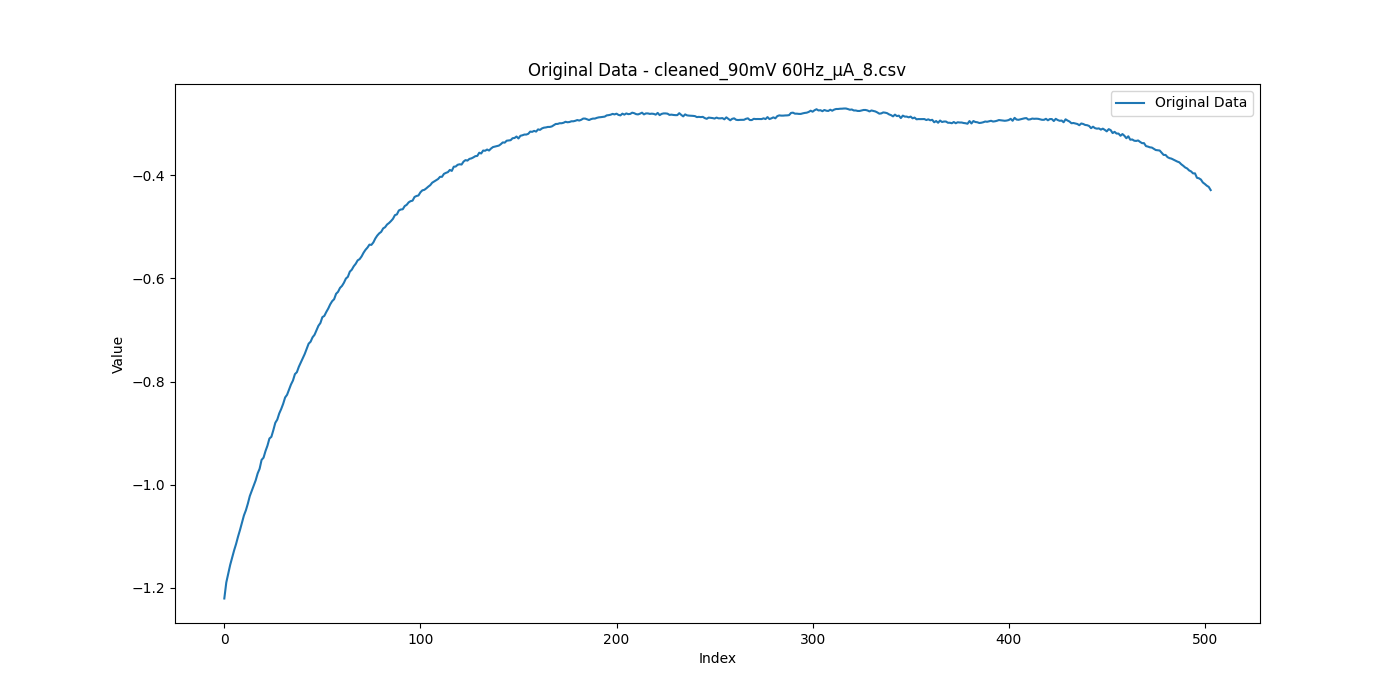 Original Data - cleaned_90mV 60Hz_μA_8.csv
Original Data
Value
−0.4
−0.6
−0.8
−1.0
−1.2
0 100 200 300 400 500
Index